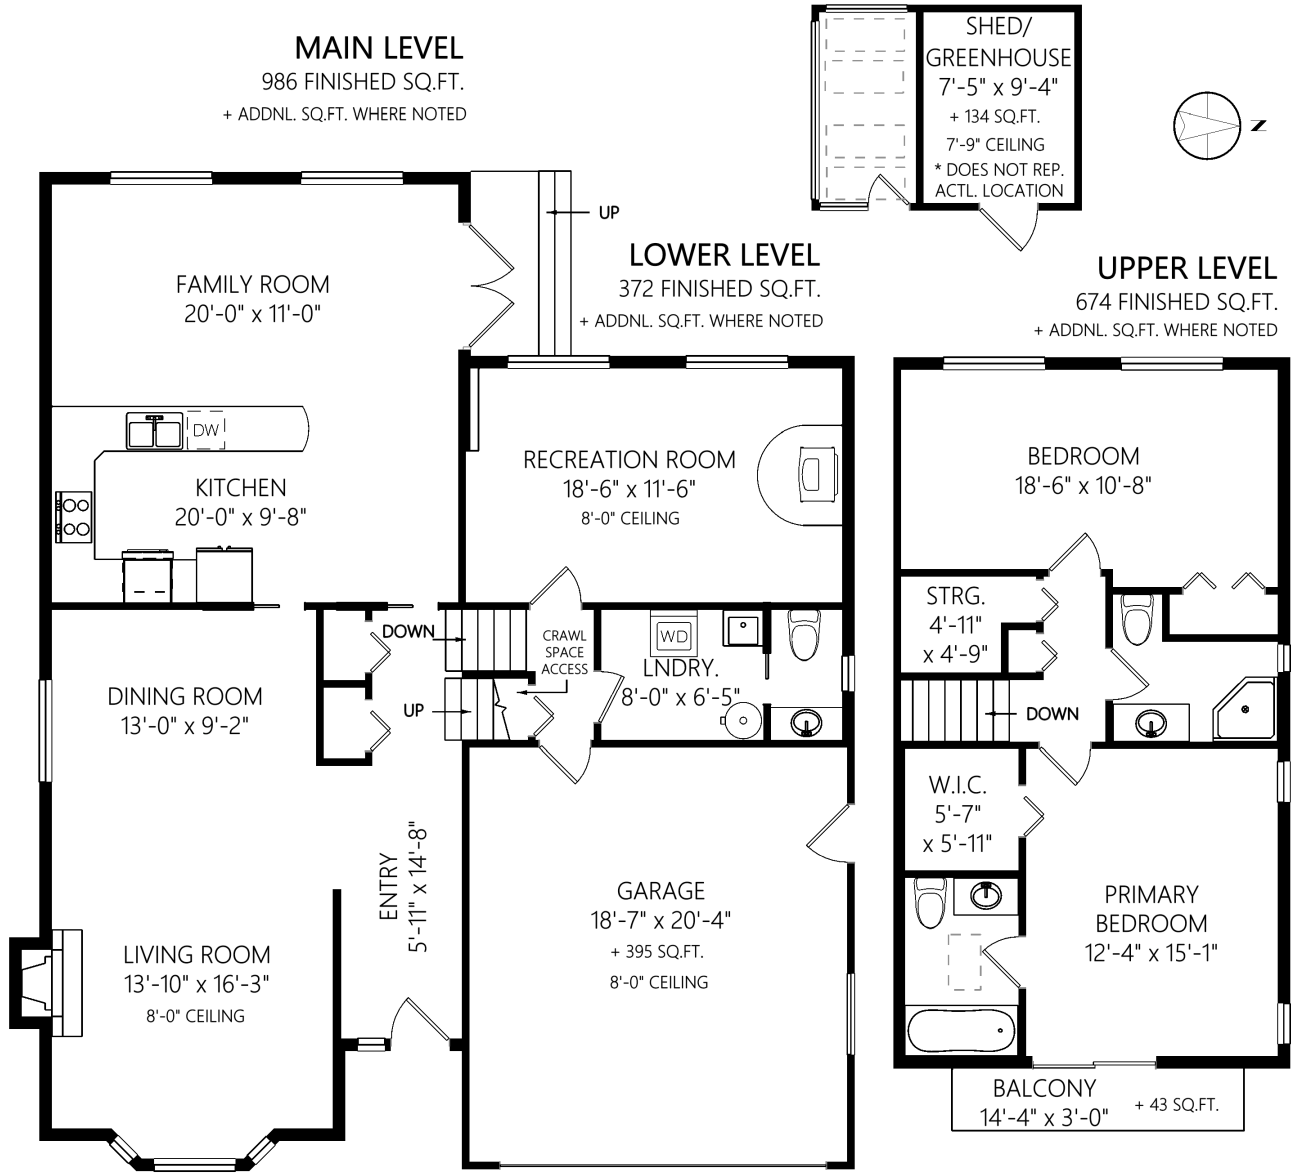 MAIN LEVEL
986 FINISHED SQ.FT.
+ ADDNL. SQ.FT. WHERE NOTED
SHED/
GREENHOUSE
7'-5" x 9'-4"
+ 134 SQ.FT.
7'-9" CEILING
* DOES NOT REP.
ACTL. LOCATION
N
UP
LOWER LEVEL
372 FINISHED SQ.FT.
+ ADDNL. SQ.FT. WHERE NOTED
UPPER LEVEL
674 FINISHED SQ.FT.
+ ADDNL. SQ.FT. WHERE NOTED
FAMILY ROOM
20'-0" x 11'-0"
DW
KITCHEN
20'-0" x 9'-8"
RECREATION ROOM
18'-6" x 11'-6"
8'-0" CEILING
BEDROOM
18'-6" x 10'-8"
STRG.
4'-11"
x 4'-9"
DOWN
CRAWL
SPACE
ACCESS
WD
LNDRY.
8'-0" x 6'-5"
DINING ROOM
13'-0" x 9'-2"
UP
DOWN
W.I.C.
5'-7"
x 5'-11"
ENTRY
5'-11" x 14'-8"
GARAGE
18'-7" x 20'-4"
+ 395 SQ.FT.
8'-0" CEILING
PRIMARY
BEDROOM
12'-4" x 15'-1"
LIVING ROOM
13'-10" x 16'-3"
8'-0" CEILING
BALCONY
14'-4" x 3'-0"
+ 43 SQ.FT.